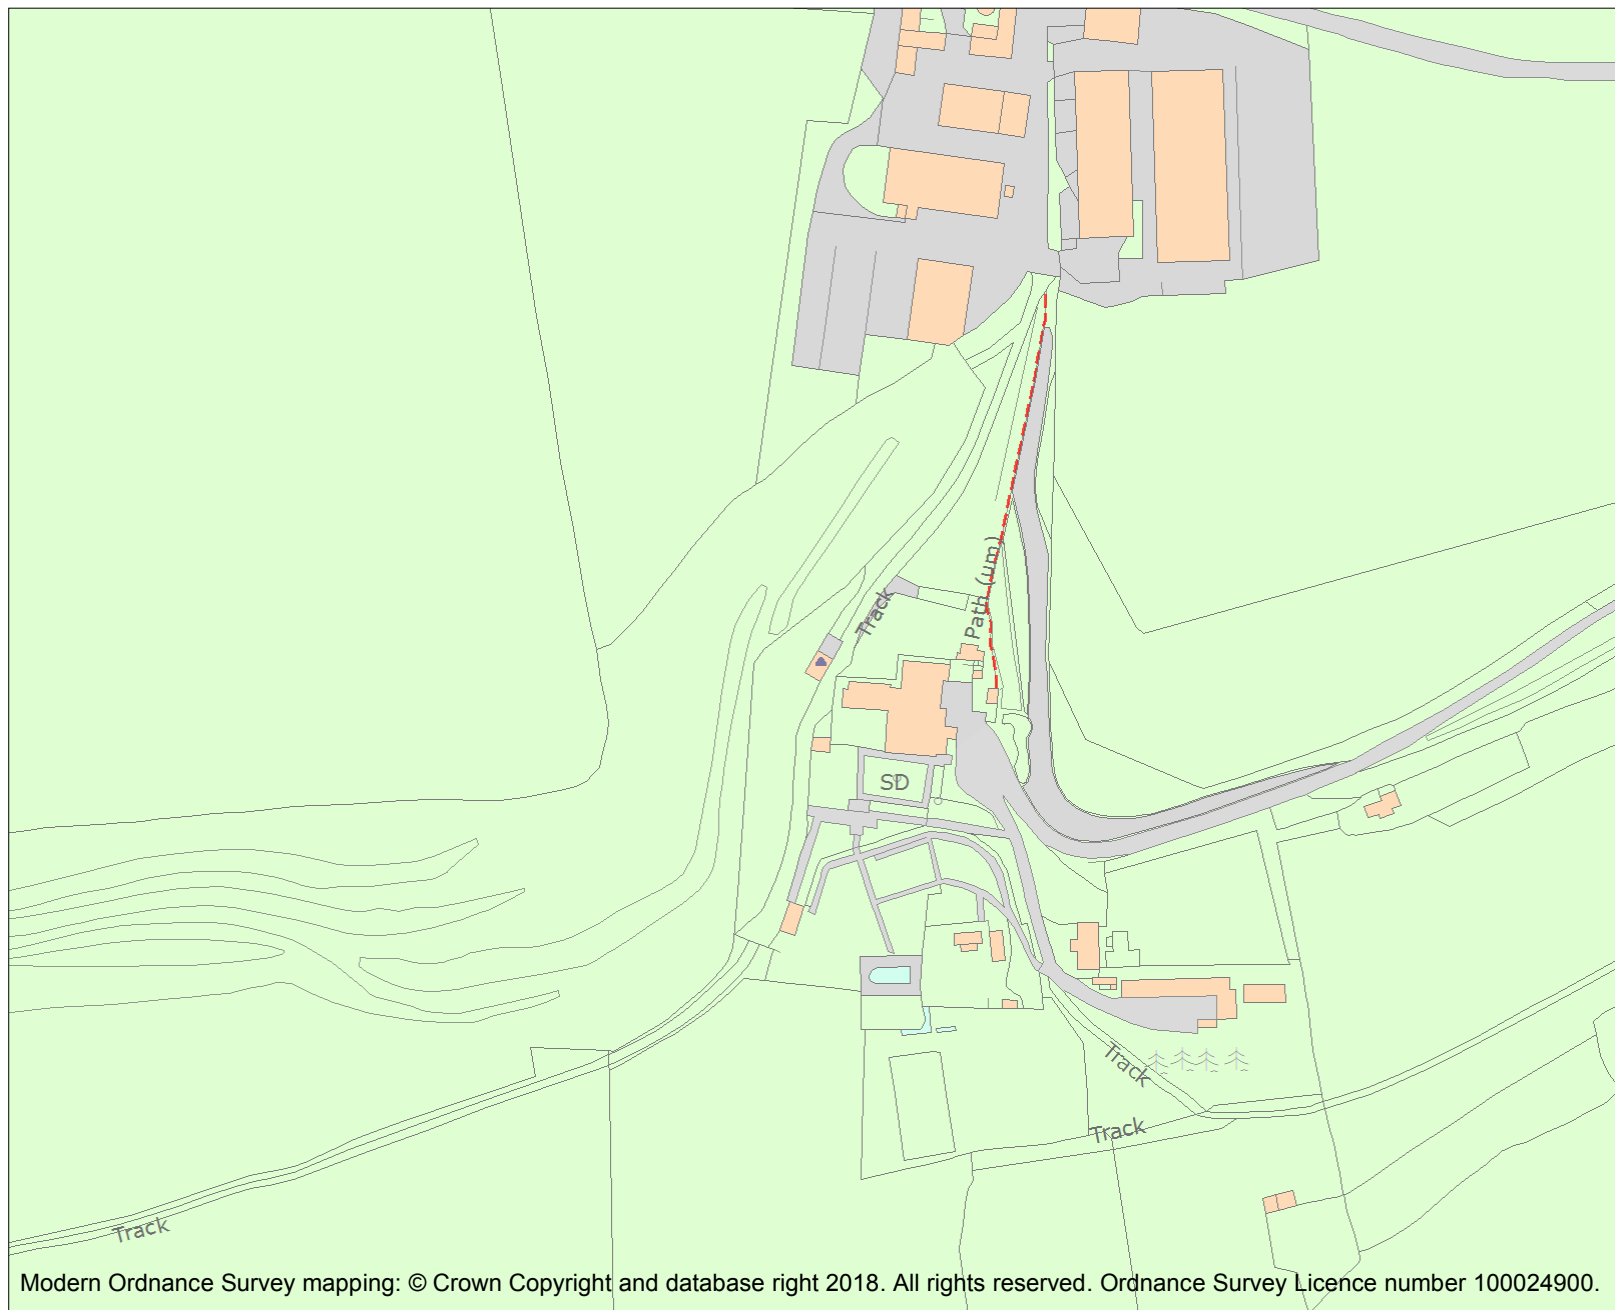 Path (um)
Track
SD
Track
Track
Track
Modern Ordnance Survey mapping: © Crown Copyright and database right 2018. All rights reserved. Ordnance Survey Licence number 100024900.